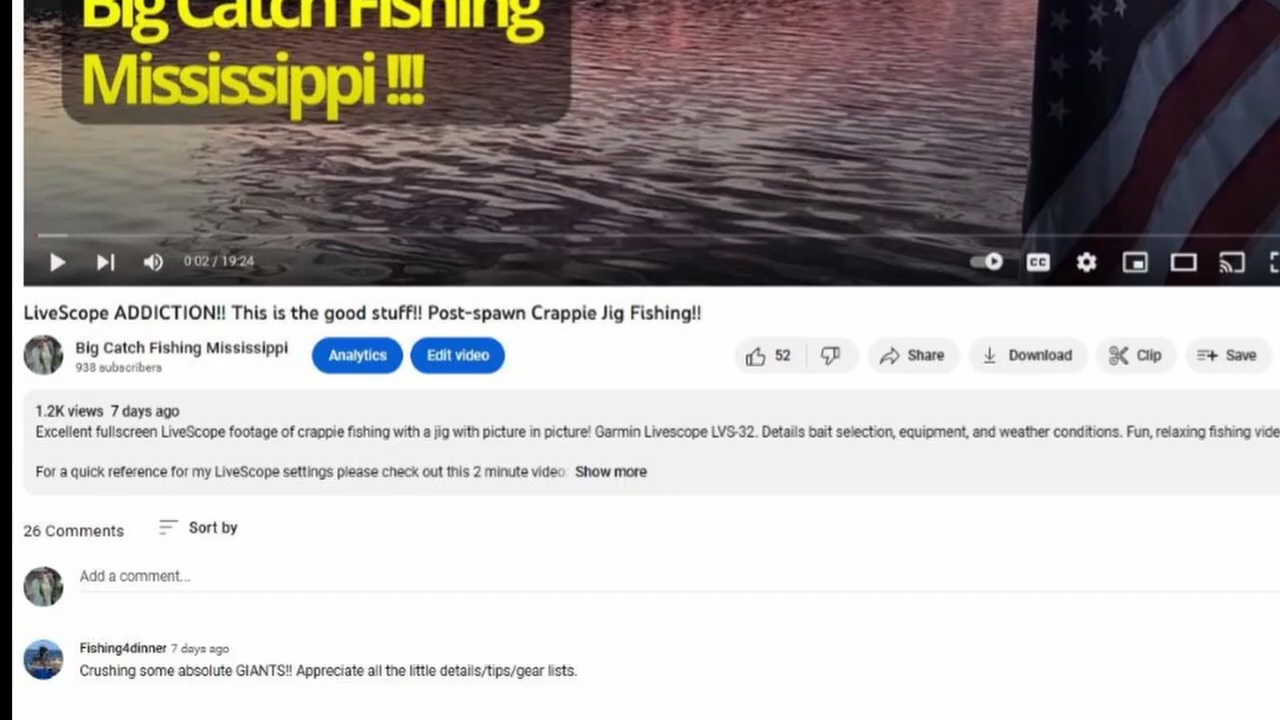 Big Catch Fishing
Mississippi !!!
0:02 / 19:24
CC
LiveScope ADDICTION!! This is the good stuff!! Post-spawn Crappie Jig Fishing!!
Big Catch Fishing Mississippi
938 subscribers
Analytics
Edit video
52
Share
Download
Clip
Save
1.2K views 7 days ago
Excellent fullscreen LiveScope footage of crappie fishing with a jig with picture in picture! Garmin Livescope LVS-32. Details bait selection, equipment, and weather conditions. Fun, relaxing fishing vide
For a quick reference for my LiveScope settings please check out this 2 minute video: Show more
26 Comments
Sort by
Add a comment...
Fishing4dinner 7 days ago
Crushing some absolute GIANTS!! Appreciate all the little details/tips/gear lists.